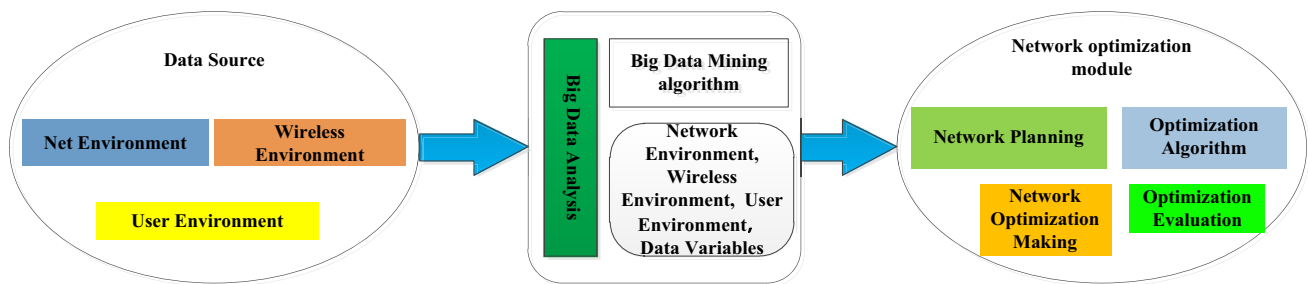 Data Source
Net Environment
Wireless
Environment
User Environment
Big Data Analysis
Big Data Mining
algorithm
Network
Environment,
Wireless
Environment, User
Environment,
Data Variables
Network optimization
module
Network Planning
Optimization
Algorithm
Network
Optimization
Making
Optimization
Evaluation